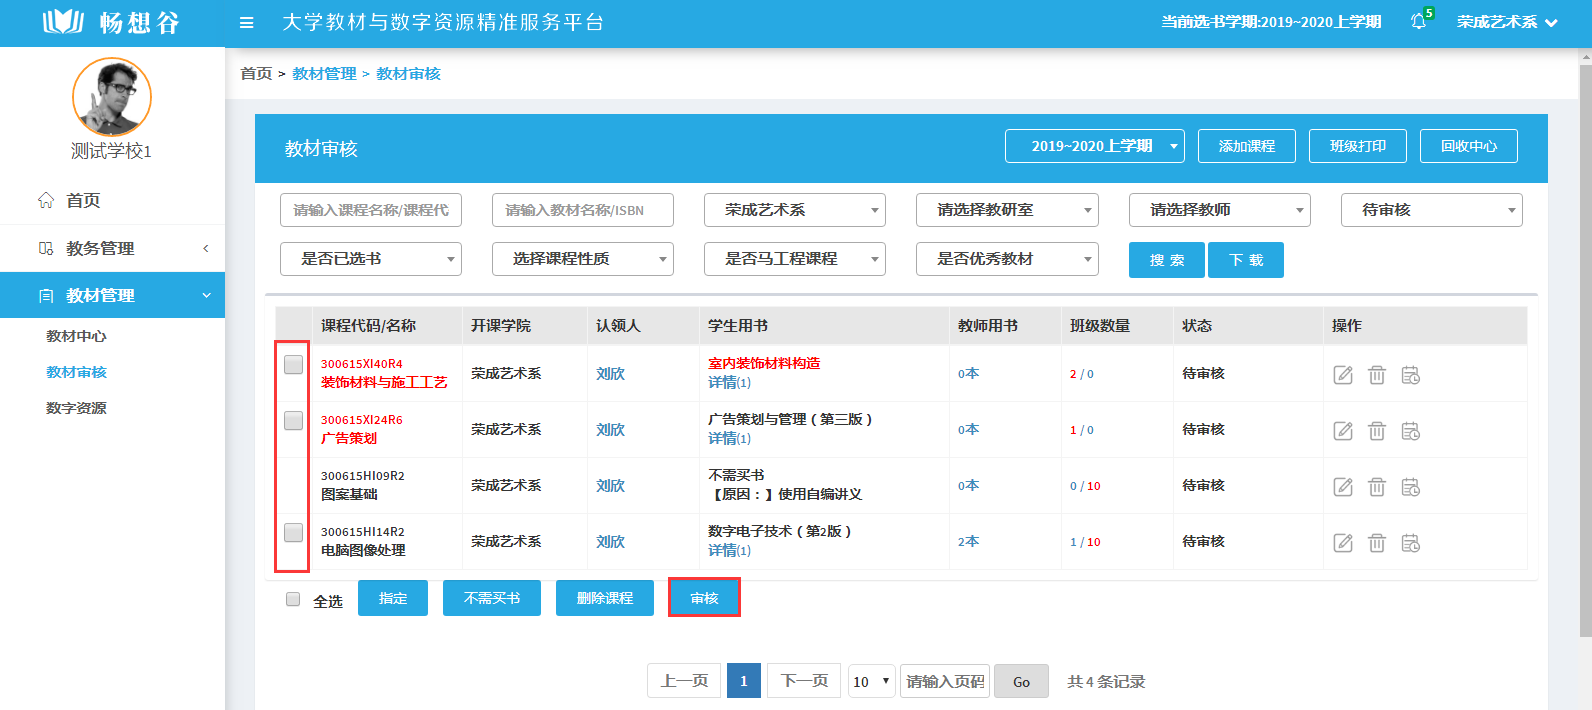 畅想谷
大学教材与数字资源精准服务平台
当前选书学期:2019~2020上学期
5
荣成艺术系
测试学校1
首页
教务管理
教材管理
教材中心
教材审核
数字资源
首页 > 教材管理 > 教材审核
教材审核
2019~2020上学期
添加课程
班级打印
回收中心
请输入课程名称/课程代
请输入教材名称/ISBN
荣成艺术系
请选择教研室
请选择教师
待审核
是否已选书
选择课程性质
是否马工程课程
是否优秀教材
搜 索
下 载
课程代码/名称 开课学院 认领人 学生用书 教师用书 班级数量 状态 操作
300615XI40R4
装饰材料与施工工艺
荣成艺术系
刘欣
室内装饰材料构造
详情(1)
0本
2 / 0
待审核
300615XI24R6
广告策划
荣成艺术系
刘欣
广告策划与管理（第三版）
详情(1)
0本
1 / 0
待审核
300615HI09R2
图案基础
荣成艺术系
刘欣
不需买书
【原因：】使用自编讲义
0本
0 / 10
待审核
300615HI14R2
电脑图像处理
荣成艺术系
刘欣
数字电子技术（第2版）
详情(1)
2本
1 / 10
待审核
全选
指定
不需买书
删除课程
审核
上一页
1
下一页
10
请输入页码
Go
共 4 条记录